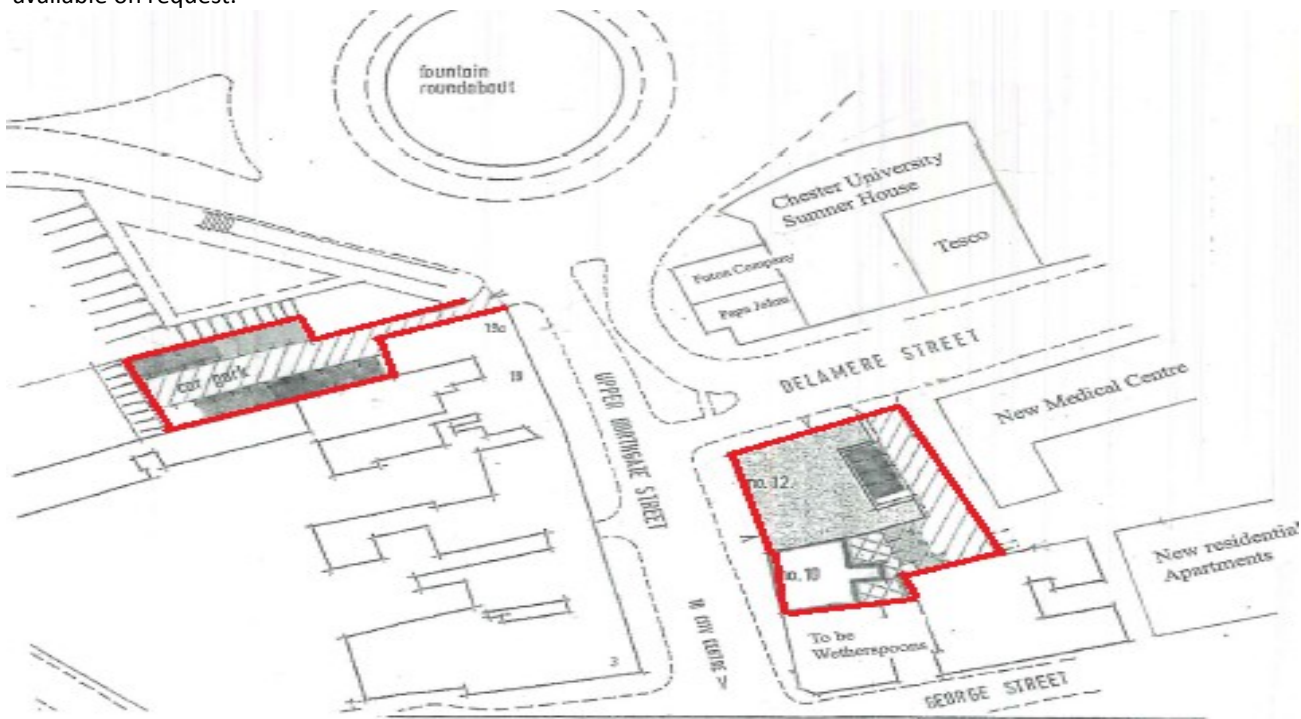 available on request.
fountain
roundabout
Chester University
Sumner House
Tesco
Futon Company
Papa Johns
19a
car park
19
UPPER NORTHGATE STREET
DELAMERE STREET
New Medical Centre
no. 12
no. 10
New residential
Apartments
TO CITY CENTRE >>
To be
Wetherspoons
3
GEORGE STREET